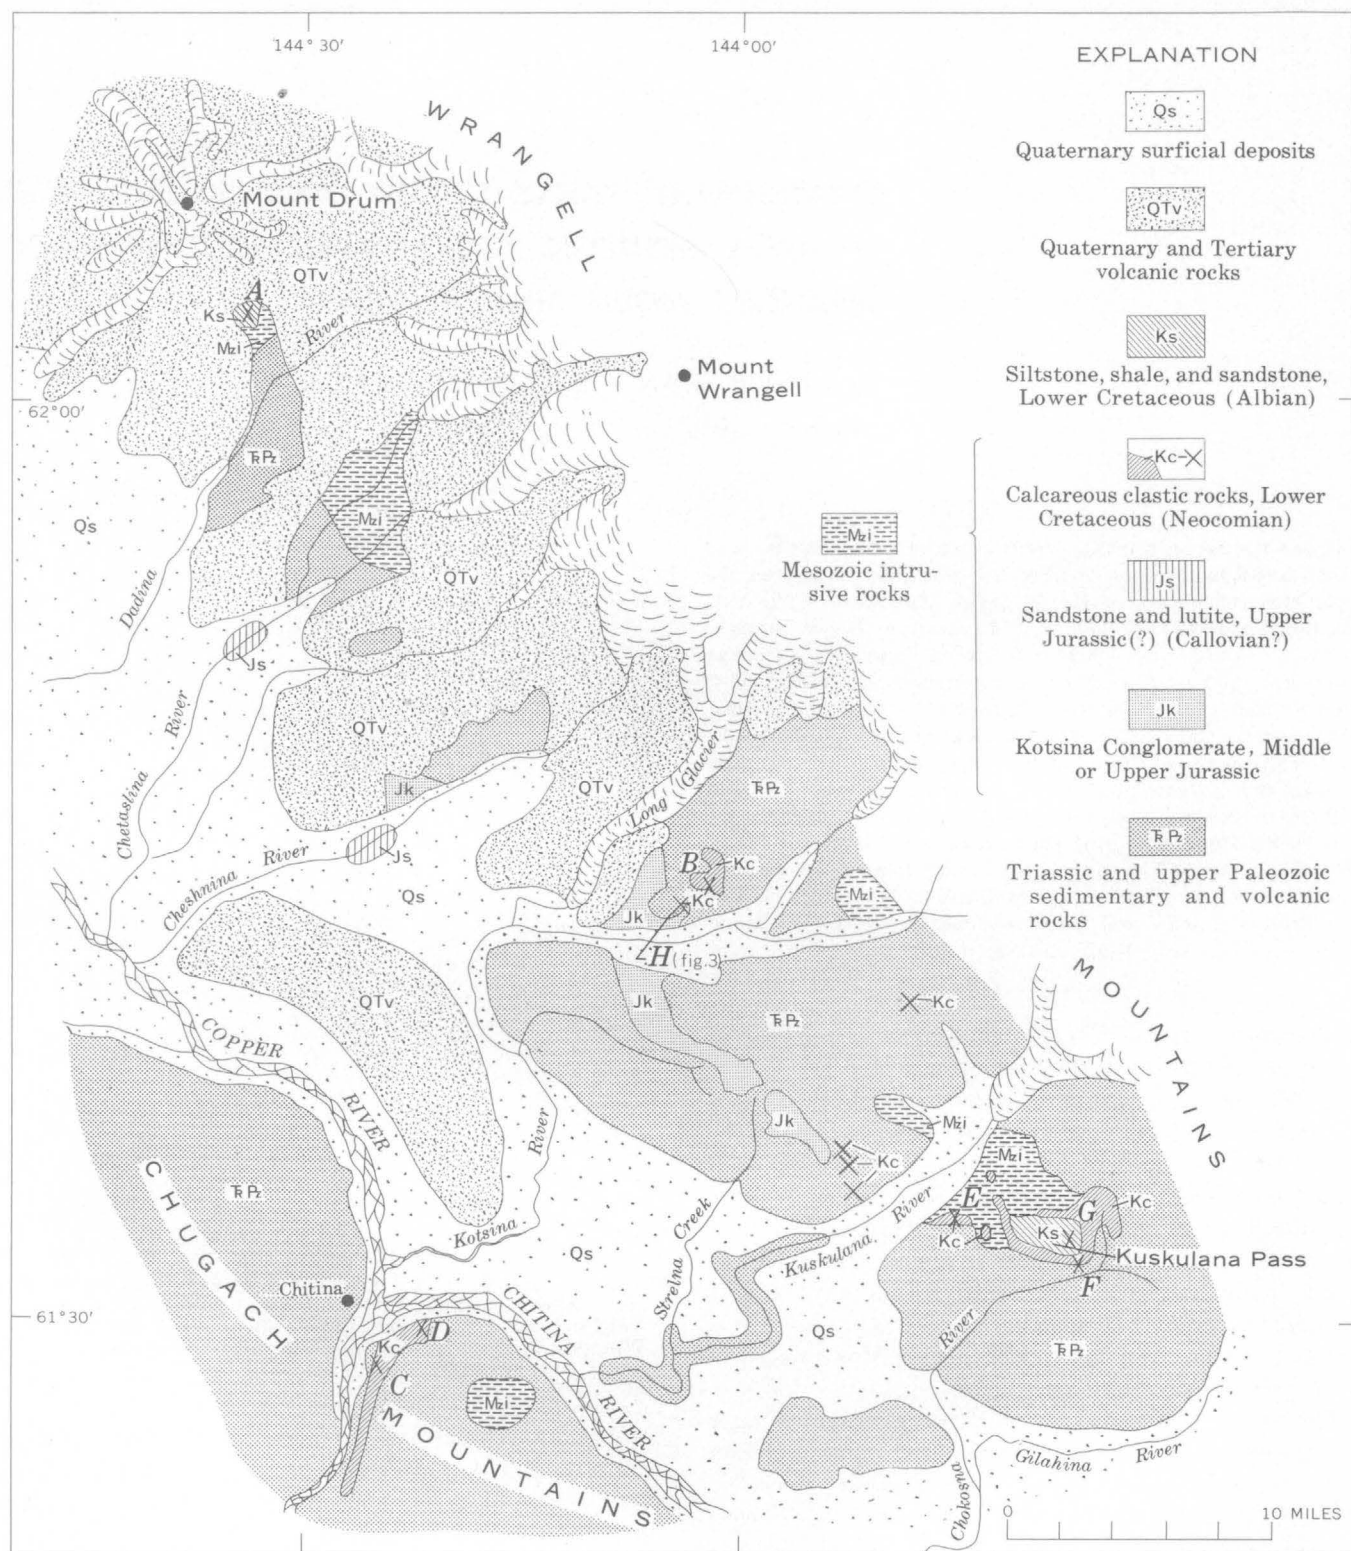 144° 30′
144° 00′
EXPLANATION
Qs
Quaternary surficial deposits
QTv
Quaternary and Tertiary
volcanic rocks
Ks
Siltstone, shale, and sandstone,
Lower Cretaceous (Albian)
Kc
Calcareous clastic rocks, Lower
Cretaceous (Neocomian)
Mzi
Mesozoic intru-
sive rocks
Js
Sandstone and lutite, Upper
Jurassic(?) (Callovian?)
Jk
Kotsina Conglomerate, Middle
or Upper Jurassic
TRPz
Triassic and upper Paleozoic
sedimentary and volcanic
rocks
WRANGELL
Mount Drum
QTv
A
Ks
River
Mzi
Mount
Wrangell
62°00′
TRPz
Qs
Mzi
QTv
Dadina
Js
River
QTv
Long Glacier
TRPz
QTv
Jk
Chetaslina
River
Js
B
Kc
Cheshnina
Qs
Kc
Mzi
Jk
H (fig.3)
MOUNTAINS
QTv
Jk
Kc
TRPz
COPPER
RIVER
River
Jk
Mzi
Kc
Mzi
CHUGACH
TRPz
River
E
G
Kc
Creek
Kc
Ks
Kotsina
Qs
Kuskulana
Kuskulana Pass
Chitina
CHITINA
Strelna
F
61°30′
D
Qs
River
Kc
TRPz
C
Mzi
RIVER
MOUNTAINS
Gilahina
River
Chokosna
0
10 MILES